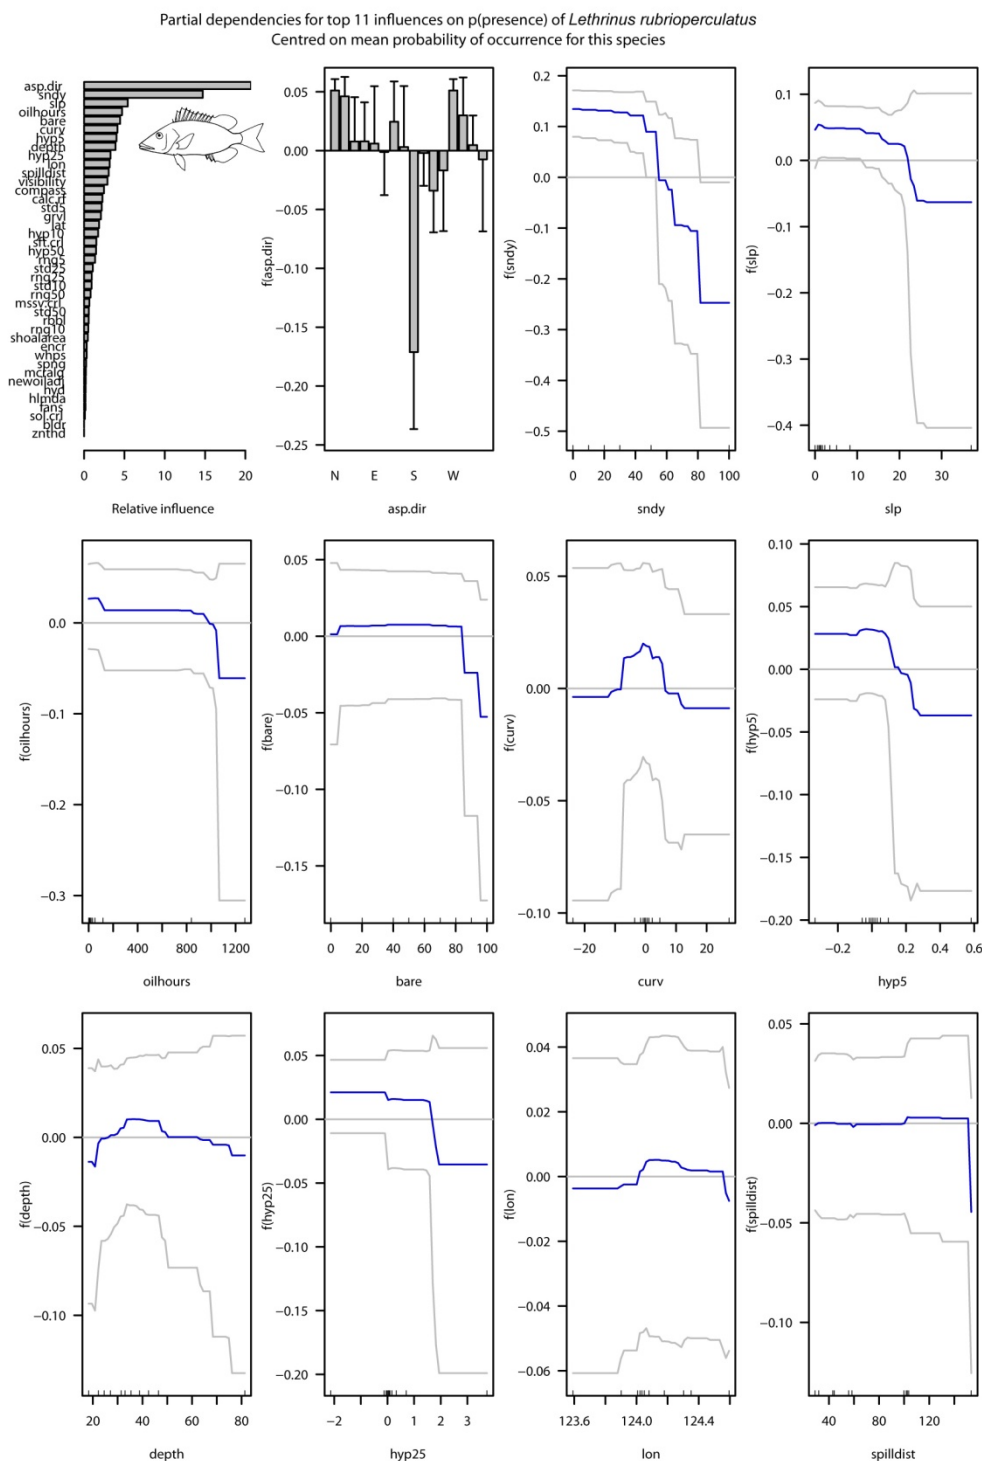 Partial dependencies for top 11 influences on p(presence) of Lethrinus rubrioperculatus
Centred on mean probability of occurrence for this species
asp.dir
sndy
slp
oilhours
bare
curv
hyp5
depth
hyp25
lon
spilldist
visibility
compass
calc.rf
std5
grvl
lat
hyp10
sft.crl
hyp50
rng5
std25
rng25
std10
rng50
mssv.crl
std50
rbbl
rng10
shoalarea
encr
whps
spng
mcralg
newoiladj
hyd
hlmda
fans
sol.crl
bldr
znthd
0 5 10 15 20
Relative influence
f(asp.dir)
0.05
0.00
−0.05
−0.10
−0.15
−0.20
−0.25
N E S W
asp.dir
f(sndy)
0.2
0.1
0.0
−0.1
−0.2
−0.3
−0.4
−0.5
0 20 40 60 80 100
sndy
f(slp)
0.1
0.0
−0.1
−0.2
−0.3
−0.4
0 10 20 30
slp
f(oilhours)
0.0
−0.1
−0.2
−0.3
0 400 800 1200
oilhours
f(bare)
0.05
0.00
−0.05
−0.10
−0.15
0 20 40 60 80 100
bare
f(curv)
0.05
0.00
−0.05
−0.10
−20 −10 0 10 20
curv
f(hyp5)
0.10
0.05
0.00
−0.05
−0.10
−0.15
−0.20
−0.2 0.2 0.6
hyp5
f(depth)
0.05
0.00
−0.05
−0.10
20 40 60 80
depth
f(hyp25)
0.05
0.00
−0.05
−0.10
−0.15
−0.20
−2 0 1 2 3
hyp25
f(lon)
0.04
0.02
0.00
−0.02
−0.04
−0.06
123.6 124.0 124.4
lon
f(spilldist)
0.05
0.00
−0.05
−0.10
40 80 120
spilldist